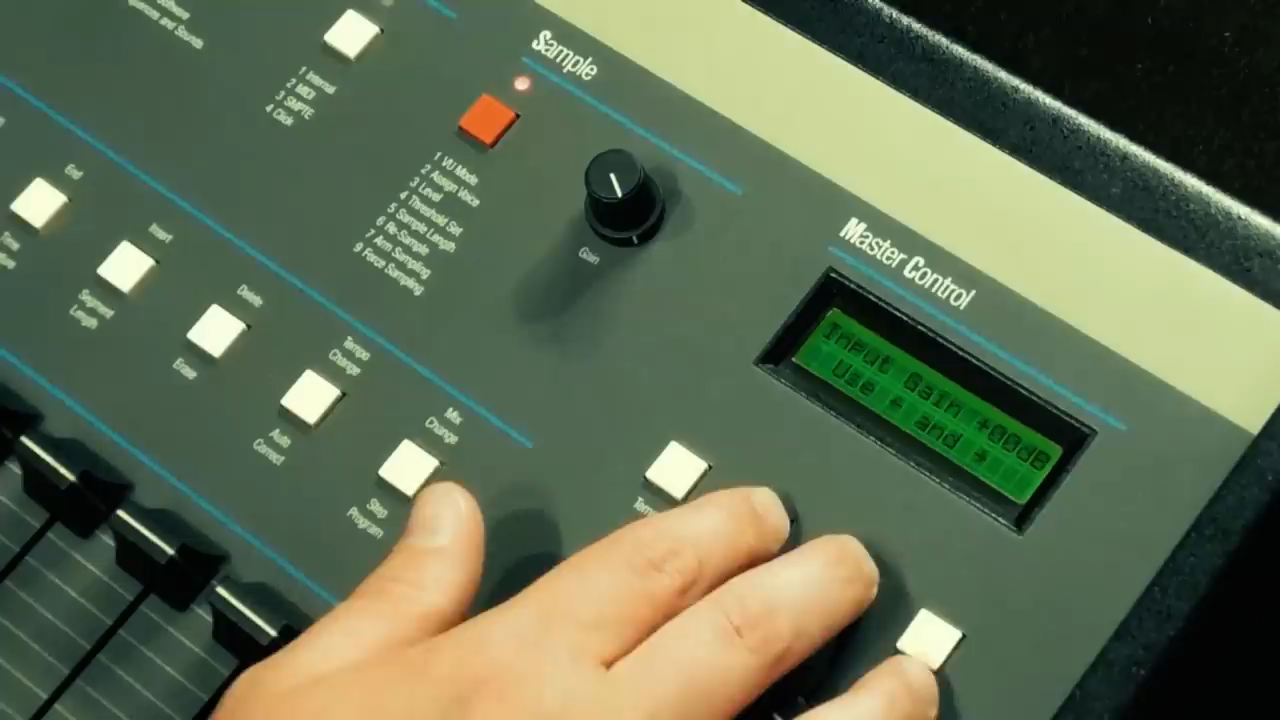 Sample
1 Internal
2 MIDI
3 SMPTE
4 Click
1 VU Mode
2 Assign Voice
3 Level
4 Threshold Set
5 Sample Length
6 Re-Sample
7 Arm Sampling
9 Force Sampling
Gain
Master Control
Input Gain +00dB
Use ← and →
End
Insert
Segment
Length
Delete
Erase
Tempo
Change
Auto
Correct
Mix
Change
Step
Program
and Sounds